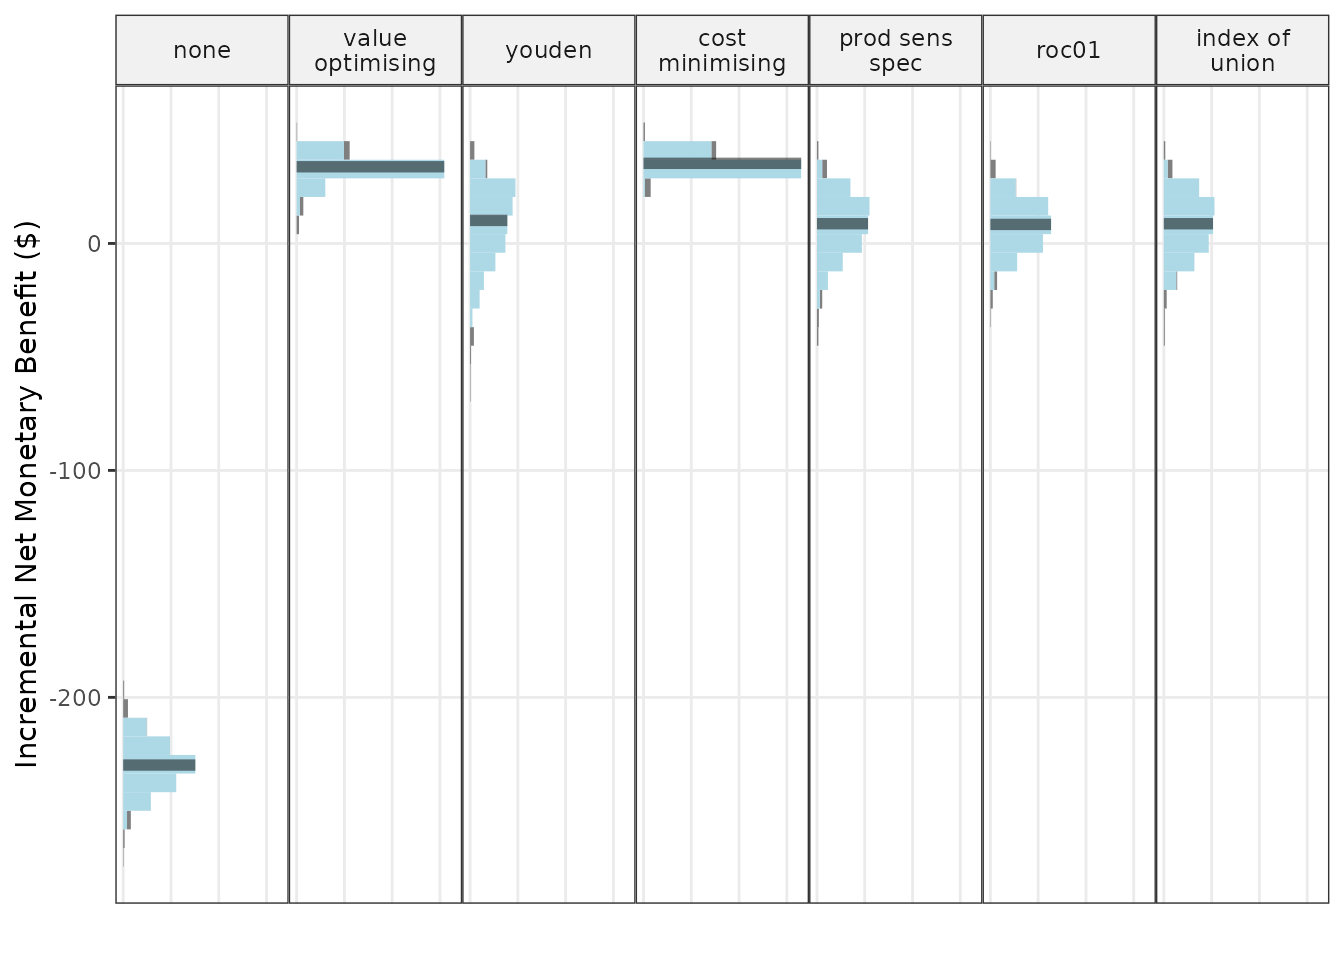 none
value
optimising
youden
cost
minimising
prod sens
spec
roc01
index of
union
Incremental Net Monetary Benefit ($)
0
-100
-200